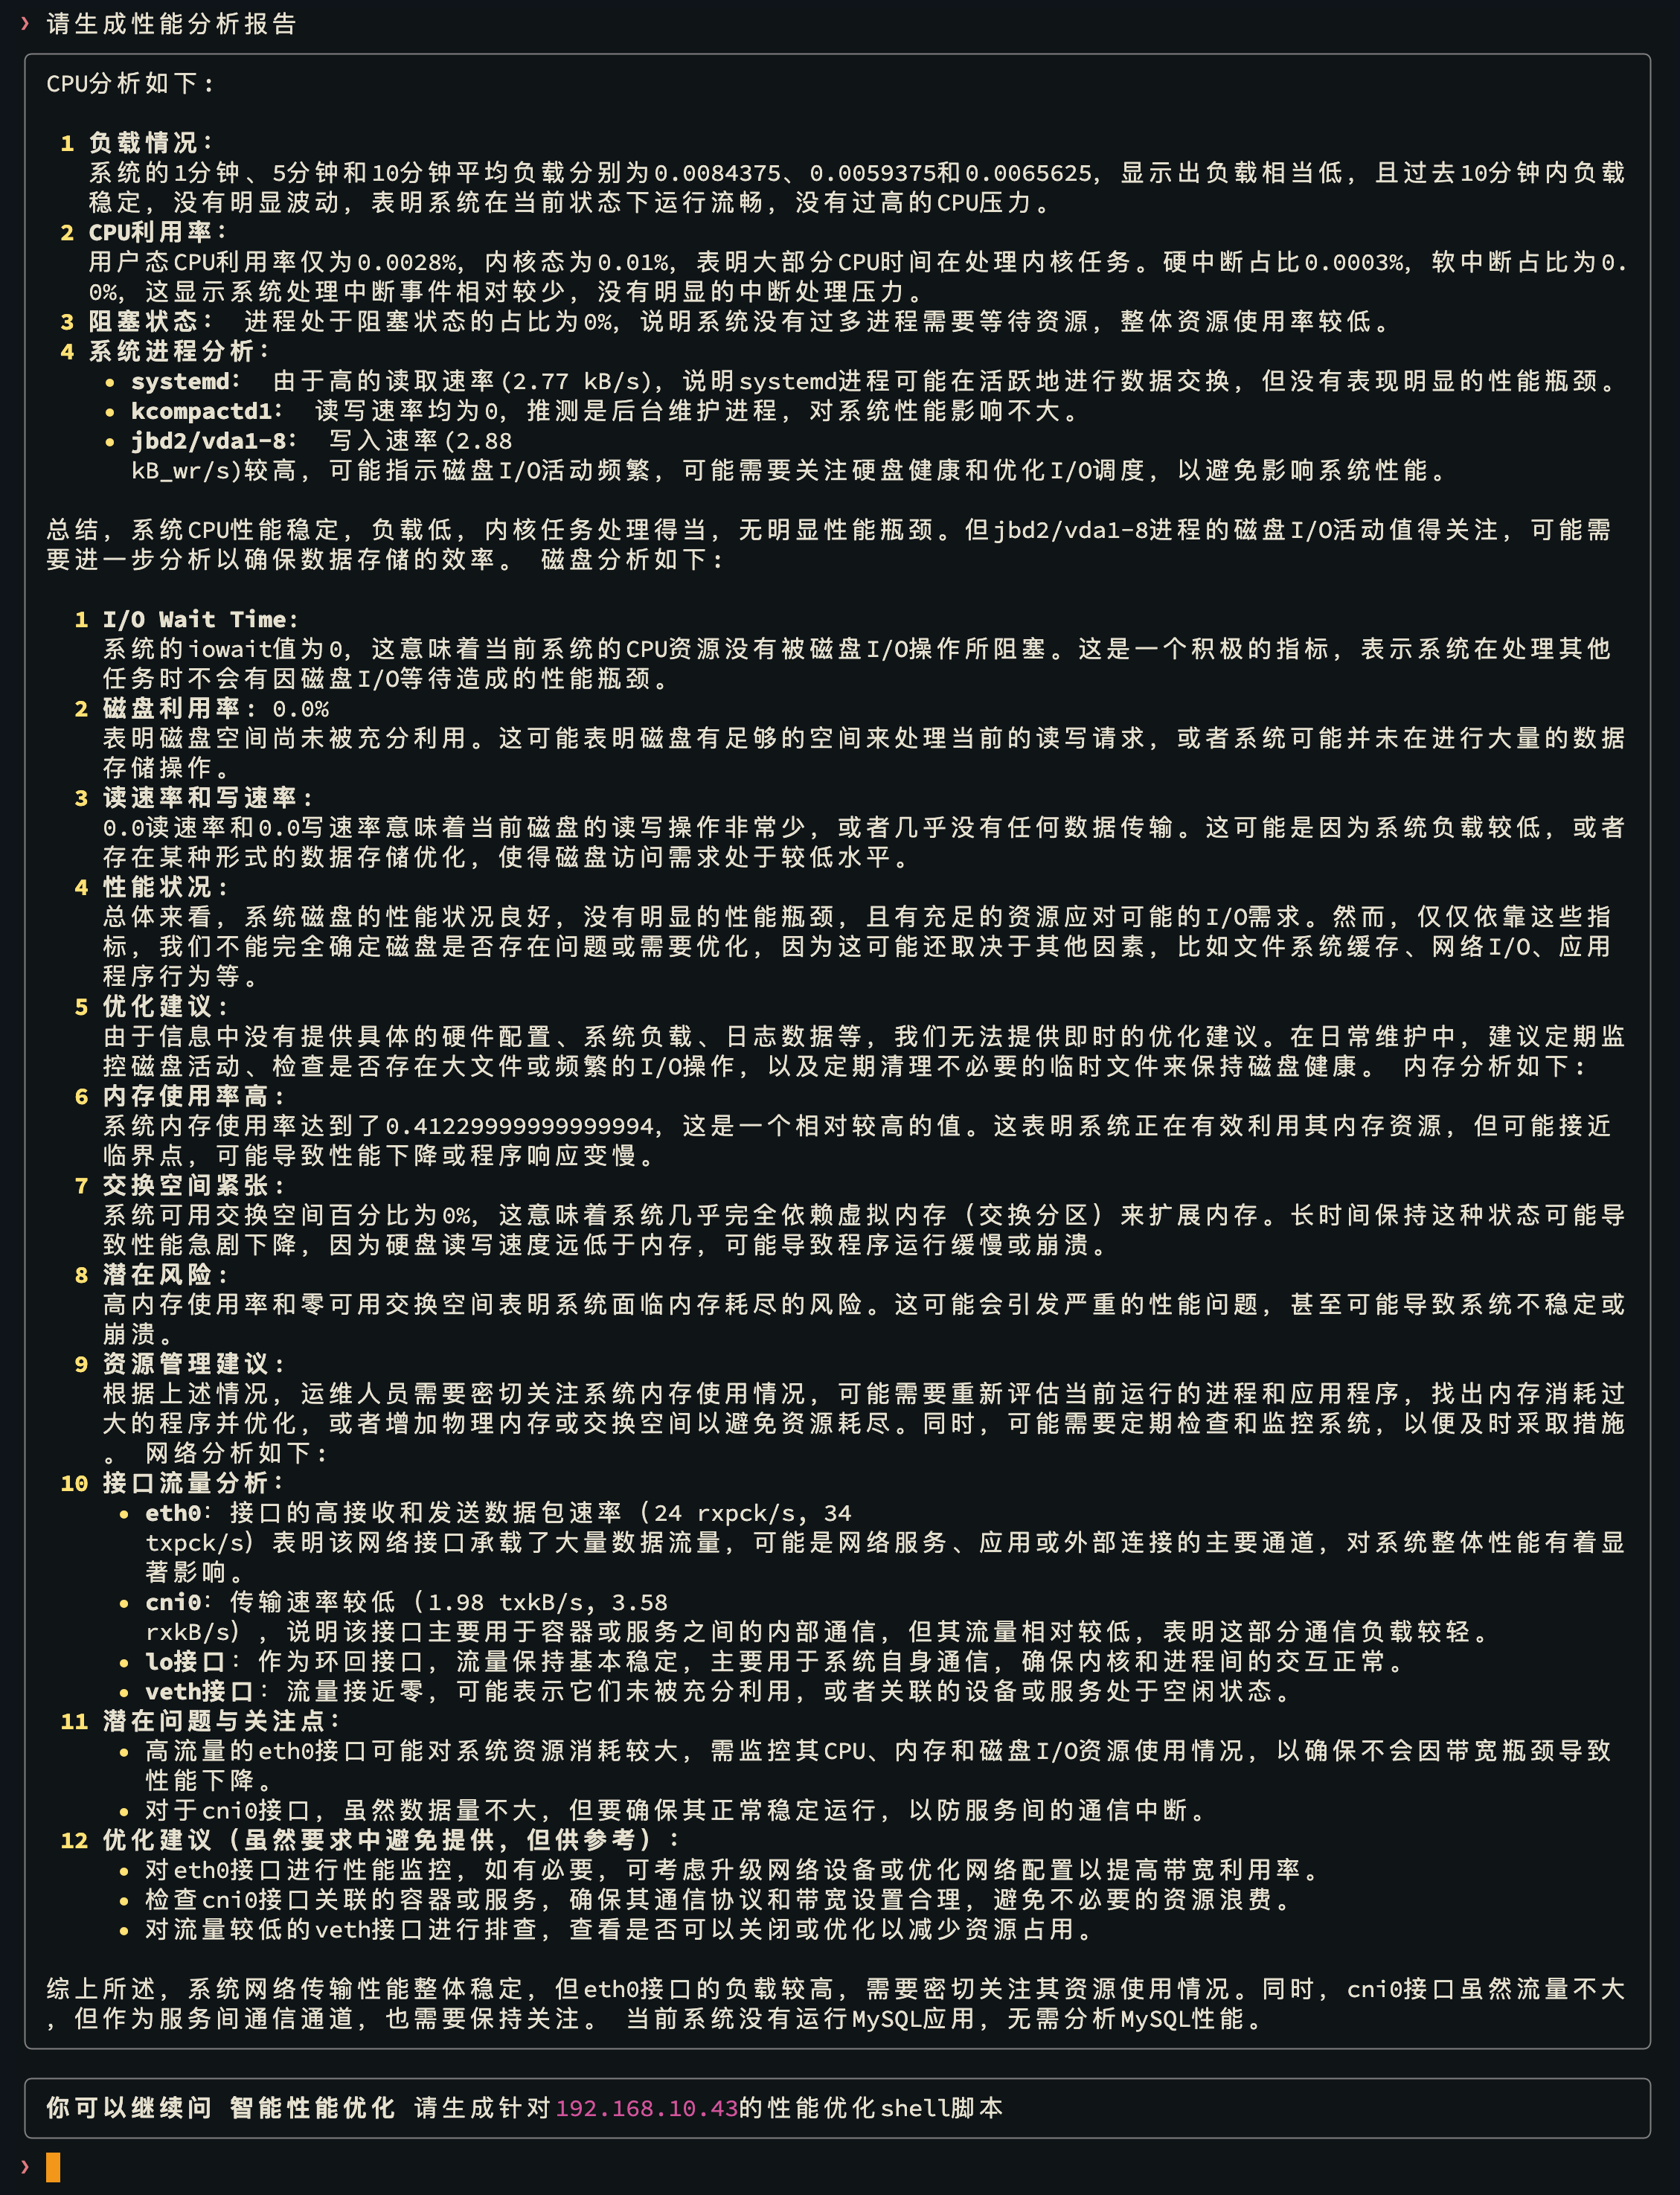 ❯ 请生成性能分析报告
CPU分析如下：
1 负载情况：
系统的1分钟、5分钟和10分钟平均负载分别为0.0084375、0.0059375和0.0065625，显示出负载相当低，且过去10分钟内负载
稳定，没有明显波动，表明系统在当前状态下运行流畅，没有过高的CPU压力。
2 CPU利用率：
用户态CPU利用率仅为0.0028%，内核态为0.01%，表明大部分CPU时间在处理内核任务。硬中断占比0.0003%，软中断占比为0.
0%，这显示系统处理中断事件相对较少，没有明显的中断处理压力。
3 阻塞状态： 进程处于阻塞状态的占比为0%，说明系统没有过多进程需要等待资源，整体资源使用率较低。
4 系统进程分析：
• systemd： 由于高的读取速率(2.77 kB/s)，说明systemd进程可能在活跃地进行数据交换，但没有表现明显的性能瓶颈。
• kcompactd1： 读写速率均为0，推测是后台维护进程，对系统性能影响不大。
• jbd2/vda1-8： 写入速率(2.88
kB_wr/s)较高，可能指示磁盘I/O活动频繁，可能需要关注硬盘健康和优化I/O调度，以避免影响系统性能。
总结，系统CPU性能稳定，负载低，内核任务处理得当，无明显性能瓶颈。但jbd2/vda1-8进程的磁盘I/O活动值得关注，可能需
要进一步分析以确保数据存储的效率。 磁盘分析如下：
1 I/O Wait Time：
系统的iowait值为0，这意味着当前系统的CPU资源没有被磁盘I/O操作所阻塞。这是一个积极的指标，表示系统在处理其他
任务时不会有因磁盘I/O等待造成的性能瓶颈。
2 磁盘利用率: 0.0%
表明磁盘空间尚未被充分利用。这可能表明磁盘有足够的空间来处理当前的读写请求，或者系统可能并未在进行大量的数据
存储操作。
3 读速率和写速率：
0.0读速率和0.0写速率意味着当前磁盘的读写操作非常少，或者几乎没有任何数据传输。这可能是因为系统负载较低，或者
存在某种形式的数据存储优化，使得磁盘访问需求处于较低水平。
4 性能状况：
总体来看，系统磁盘的性能状况良好，没有明显的性能瓶颈，且有充足的资源应对可能的I/O需求。然而，仅仅依靠这些指
标，我们不能完全确定磁盘是否存在问题或需要优化，因为这可能还取决于其他因素，比如文件系统缓存、网络I/O、应用
程序行为等。
5 优化建议：
由于信息中没有提供具体的硬件配置、系统负载、日志数据等，我们无法提供即时的优化建议。在日常维护中，建议定期监
控磁盘活动、检查是否存在大文件或频繁的I/O操作，以及定期清理不必要的临时文件来保持磁盘健康。 内存分析如下：
6 内存使用率高：
系统内存使用率达到了0.41229999999999994，这是一个相对较高的值。这表明系统正在有效利用其内存资源，但可能接近
临界点，可能导致性能下降或程序响应变慢。
7 交换空间紧张：
系统可用交换空间百分比为0%，这意味着系统几乎完全依赖虚拟内存（交换分区）来扩展内存。长时间保持这种状态可能导
致性能急剧下降，因为硬盘读写速度远低于内存，可能导致程序运行缓慢或崩溃。
8 潜在风险：
高内存使用率和零可用交换空间表明系统面临内存耗尽的风险。这可能会引发严重的性能问题，甚至可能导致系统不稳定或
崩溃。
9 资源管理建议：
根据上述情况，运维人员需要密切关注系统内存使用情况，可能需要重新评估当前运行的进程和应用程序，找出内存消耗过
大的程序并优化，或者增加物理内存或交换空间以避免资源耗尽。同时，可能需要定期检查和监控系统，以便及时采取措施
。 网络分析如下：
10 接口流量分析：
• eth0：接口的高接收和发送数据包速率（24 rxpck/s, 34
txpck/s）表明该网络接口承载了大量数据流量，可能是网络服务、应用或外部连接的主要通道，对系统整体性能有着显
著影响。
• cni0：传输速率较低（1.98 txkB/s, 3.58
rxkB/s），说明该接口主要用于容器或服务之间的内部通信，但其流量相对较低，表明这部分通信负载较轻。
• lo接口：作为环回接口，流量保持基本稳定，主要用于系统自身通信，确保内核和进程间的交互正常。
• veth接口：流量接近零，可能表示它们未被充分利用，或者关联的设备或服务处于空闲状态。
11 潜在问题与关注点：
• 高流量的eth0接口可能对系统资源消耗较大，需监控其CPU、内存和磁盘I/O资源使用情况，以确保不会因带宽瓶颈导致
性能下降。
• 对于cni0接口，虽然数据量不大，但要确保其正常稳定运行，以防服务间的通信中断。
12 优化建议（虽然要求中避免提供，但供参考）：
• 对eth0接口进行性能监控，如有必要，可考虑升级网络设备或优化网络配置以提高带宽利用率。
• 检查cni0接口关联的容器或服务，确保其通信协议和带宽设置合理，避免不必要的资源浪费。
• 对流量较低的veth接口进行排查，查看是否可以关闭或优化以减少资源占用。
综上所述，系统网络传输性能整体稳定，但eth0接口的负载较高，需要密切关注其资源使用情况。同时，cni0接口虽然流量不大
，但作为服务间通信通道，也需要保持关注。 当前系统没有运行MySQL应用，无需分析MySQL性能。
你可以继续问 智能性能优化 请生成针对192.168.10.43的性能优化shell脚本
❯